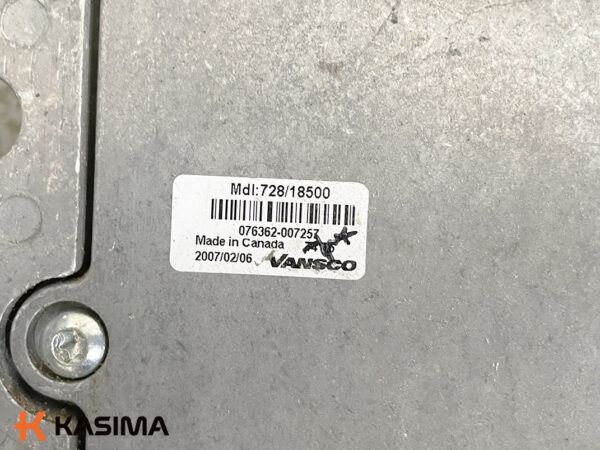 Mdl:728/18500
076362-007257
Made in Canada
2007/02/06 VANSCO
KASIMA